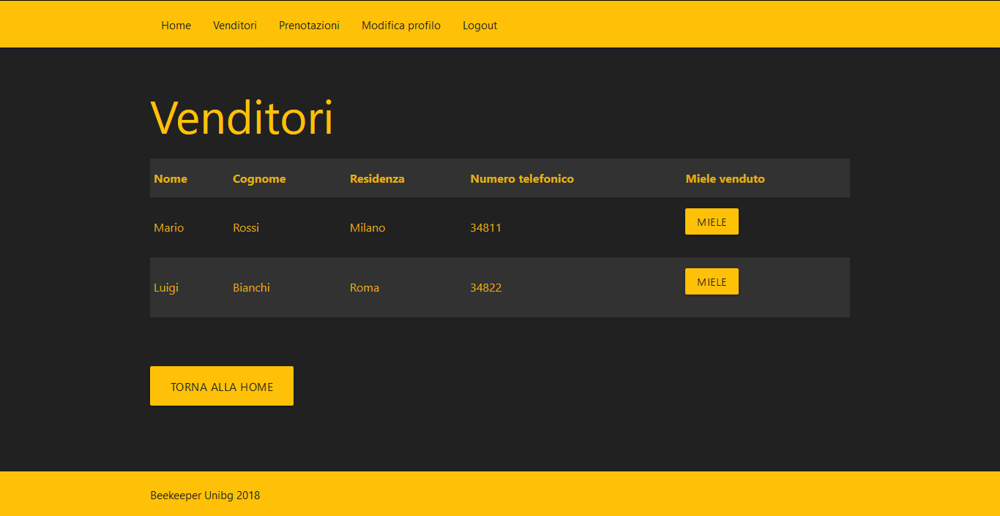 Home Venditori Prenotazioni Modifica profilo Logout
Venditori
Nome Cognome Residenza Numero telefonico Miele venduto
Mario Rossi Milano 34811 MIELE
Luigi Bianchi Roma 34822 MIELE
TORNA ALLA HOME
Beekeeper Unibg 2018